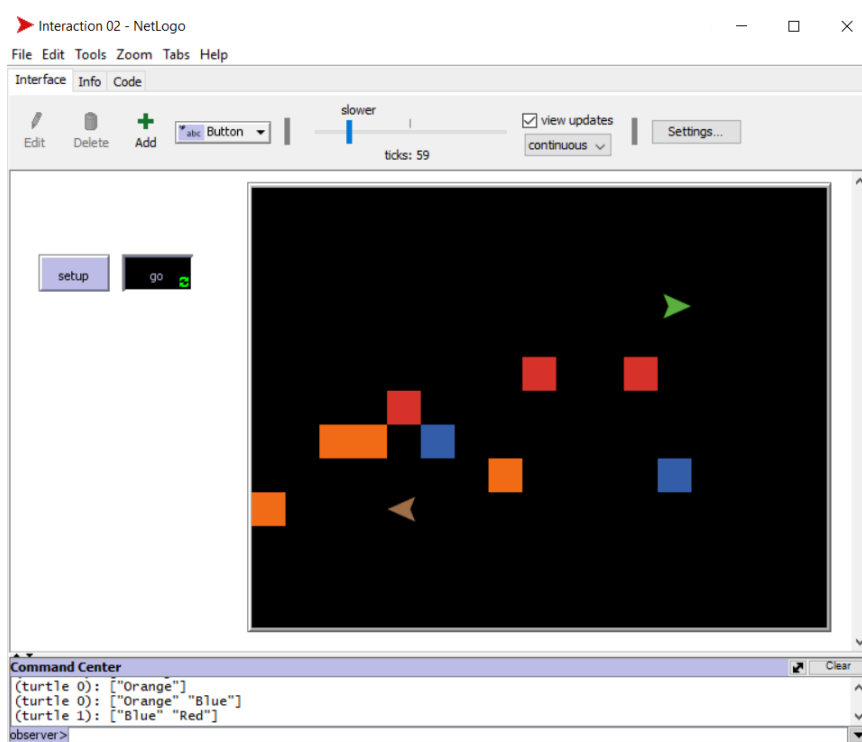 Interaction 02 - NetLogo
File Edit Tools Zoom Tabs Help
Interface Info Code
Edit Delete Add abc Button slower ticks: 59 view updates continuous Settings...
setup go
Command Center Clear
(turtle 0): ["Orange"]
(turtle 0): ["Orange" "Blue"]
(turtle 1): ["Blue" "Red"]
observer>